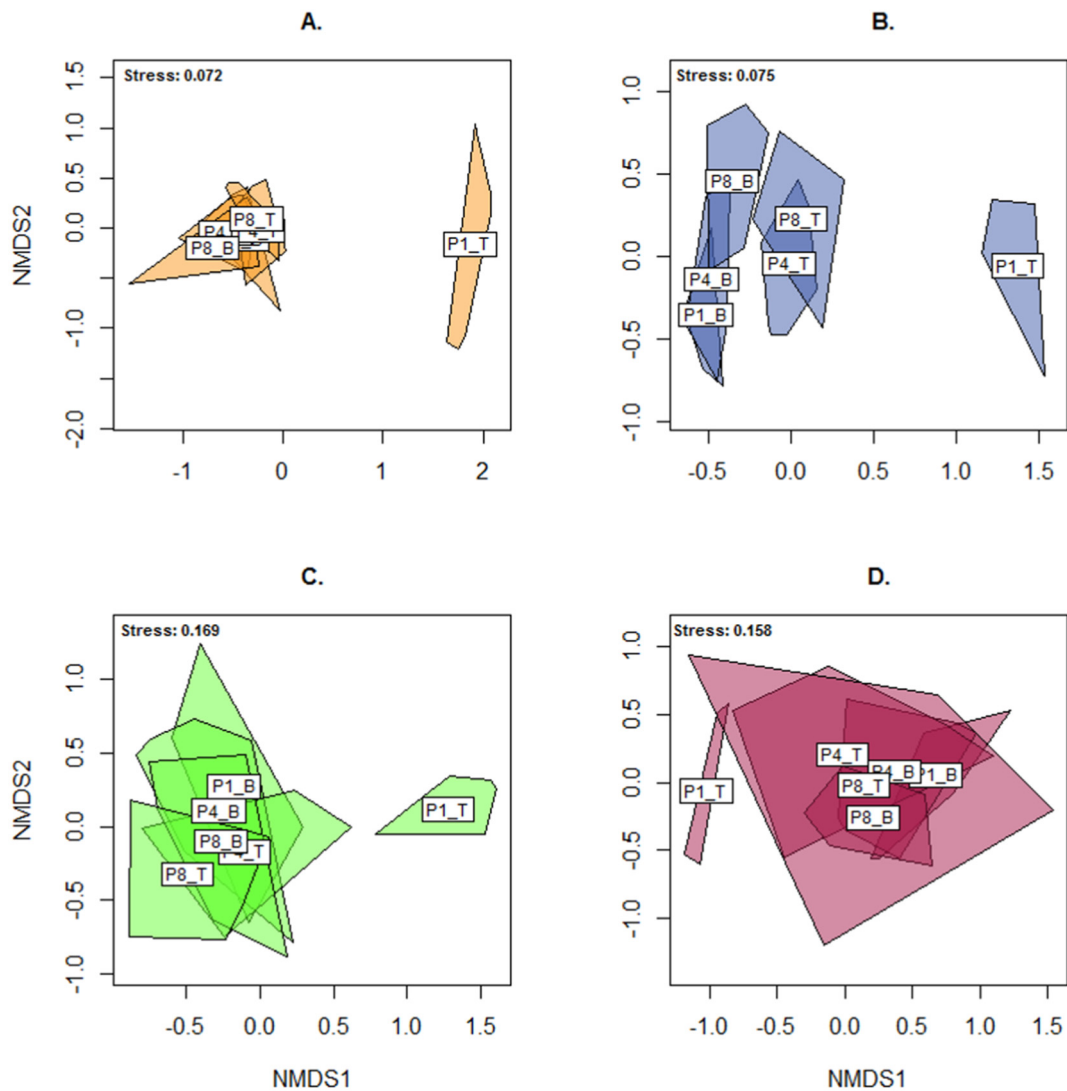 A.
Stress: 0.072
1.5
1.0
0.5
0.0
-1.0
-2.0
NMDS2
P8_T
P4
4_T
P8_B
P1_T
-1
0
1
2
B.
Stress: 0.075
1.0
0.5
0.0
-0.5
-1.0
P8_B
P8_T
P4_T
P1_T
P4_B
P1_B
-0.5
0.0
0.5
1.0
1.5
C.
Stress: 0.169
1.0
0.5
0.0
-0.5
-1.0
NMDS2
P1_B
P4_B
P1_T
P8_B
P4_T
P8_T
-0.5
0.0
0.5
1.0
1.5
NMDS1
D.
Stress: 0.158
1.0
0.5
0.0
-0.5
-1.0
P4_T
P4_B
P1_B
P8_T
P1_T
P8_B
-1.0
-0.5
0.0
0.5
1.0
1.5
NMDS1